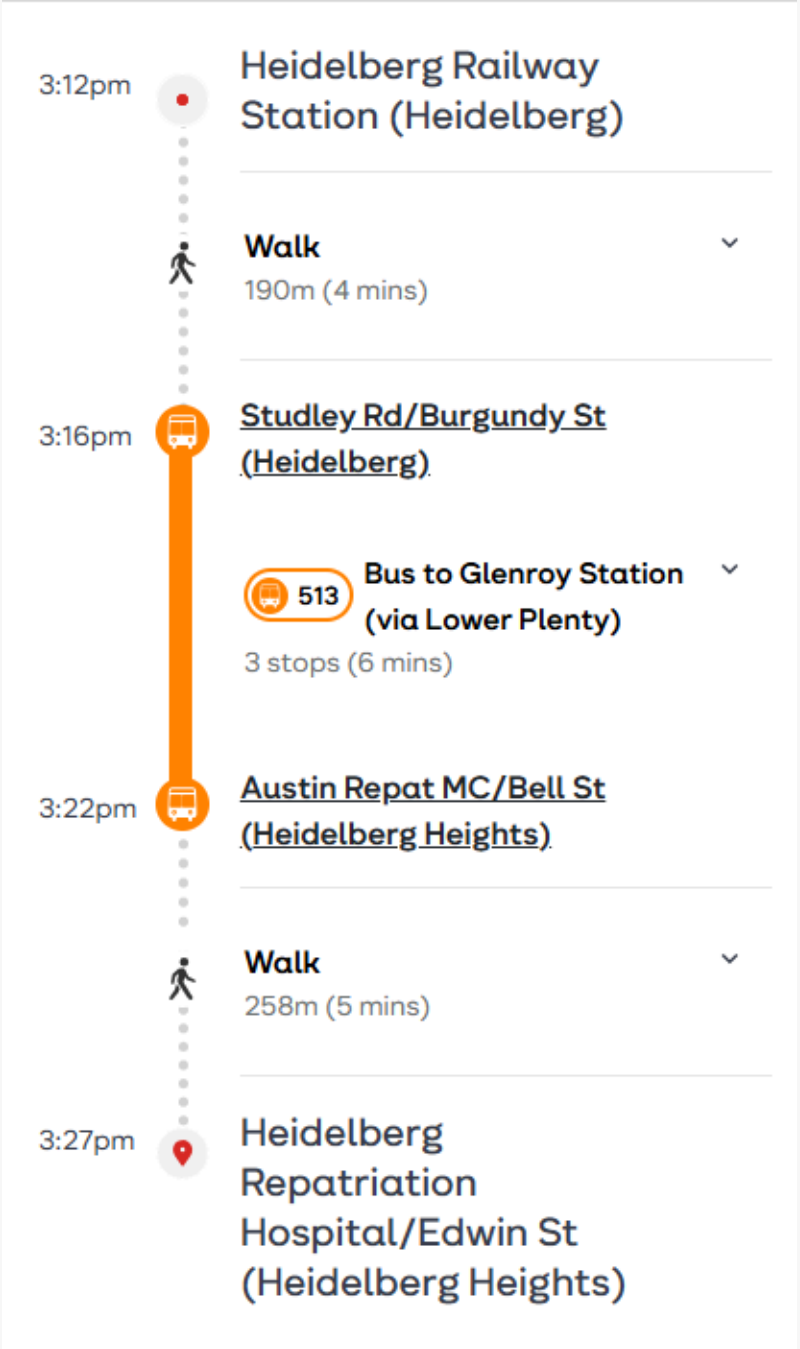 3:12pm
Heidelberg Railway
Station (Heidelberg)
Walk
190m (4 mins)
3:16pm
Studley Rd/Burgundy St
(Heidelberg)
513
Bus to Glenroy Station
(via Lower Plenty)
3 stops (6 mins)
3:22pm
Austin Repat MC/Bell St
(Heidelberg Heights)
Walk
258m (5 mins)
3:27pm
Heidelberg
Repatriation
Hospital/Edwin St
(Heidelberg Heights)